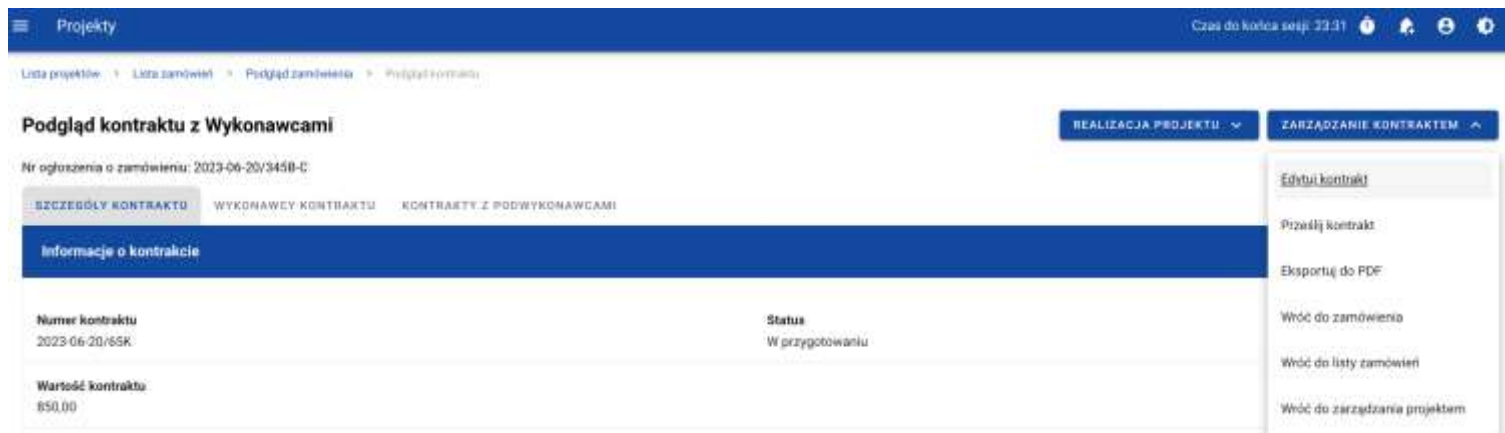 Projekty
Czas do końca sesji: 23:31
Lista projektów > Lista zamówień > Podgląd zamówienia > Podgląd kontraktu
Podgląd kontraktu z Wykonawcami
REALIZACJA PROJEKTU
ZARZĄDZANIE KONTRAKTEM
Nr ogłoszenia o zamówieniu: 2023-06-20/345B-C
Edytuj kontrakt
SZCZEGÓŁY KONTRAKTU
WYKONAWCY KONTRAKTU
KONTRAKTY Z PODWYKONAWCAMI
Prześlij kontrakt
Informacje o kontrakcie
Eksportuj do PDF
Numer kontraktu
2023-06-20/65K
Status
W przygotowaniu
Wróć do zamówienia
Wróć do listy zamówień
Wartość kontraktu
850,00
Wróć do zarządzania projektem